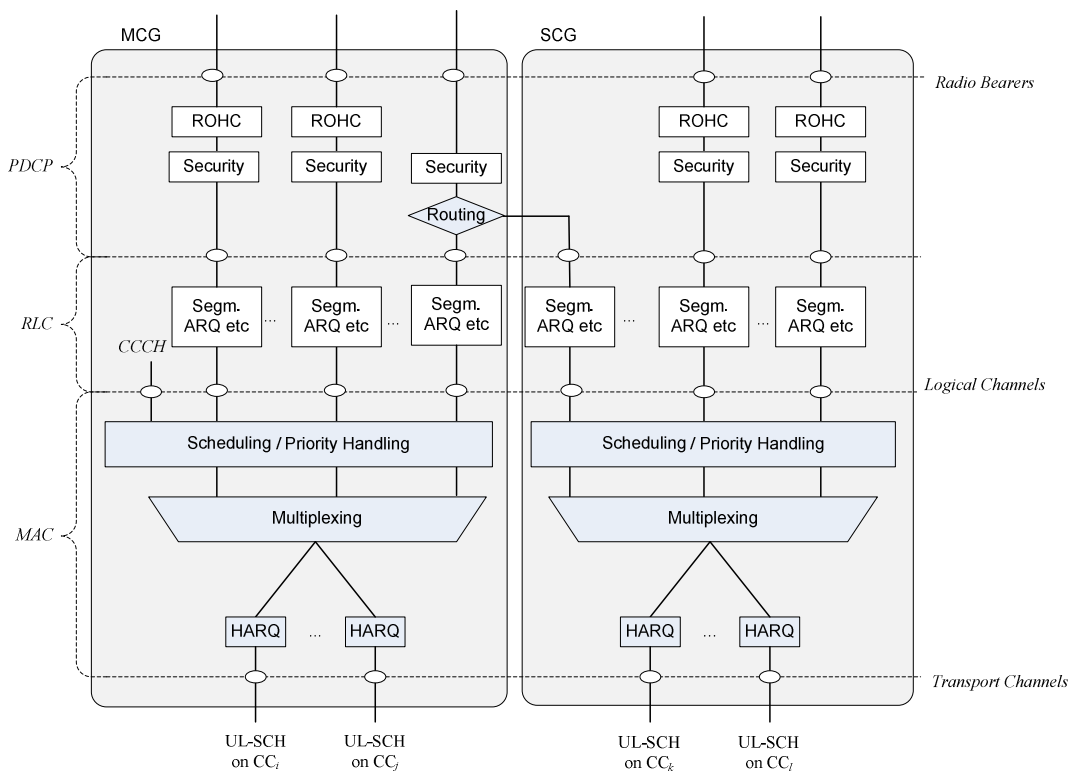 MCG
SCG
Radio Bearers
ROHC
ROHC
ROHC
ROHC
PDCP
Security
Security
Security
Security
Security
Routing
RLC
Segm.
ARQ etc
...
Segm.
ARQ etc
...
Segm.
ARQ etc
Segm.
ARQ etc
...
Segm.
ARQ etc
...
Segm.
ARQ etc
CCCH
Logical Channels
Scheduling / Priority Handling
Scheduling / Priority Handling
MAC
Multiplexing
Multiplexing
HARQ
...
HARQ
HARQ
...
HARQ
Transport Channels
UL-SCH
on CCi
UL-SCH
on CCj
UL-SCH
on CCk
UL-SCH
on CCl